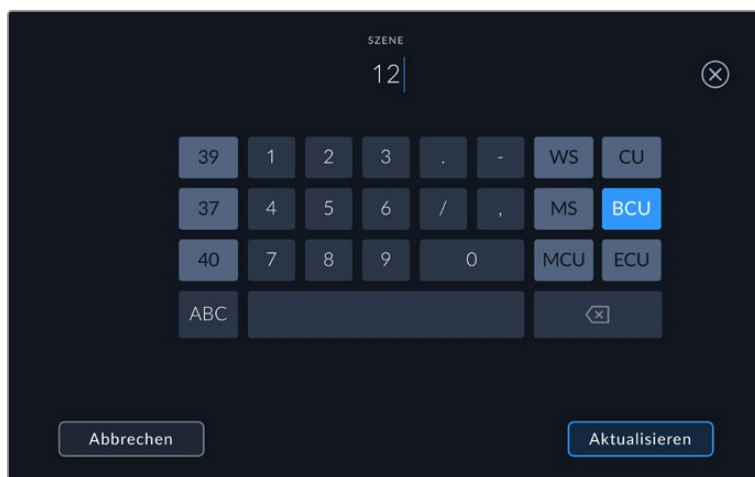 SZENE
12
39 1 2 3 . - WS CU
37 4 5 6 / , MS BCU
40 7 8 9 0 MCU ECU
ABC
Abbrechen Aktualisieren